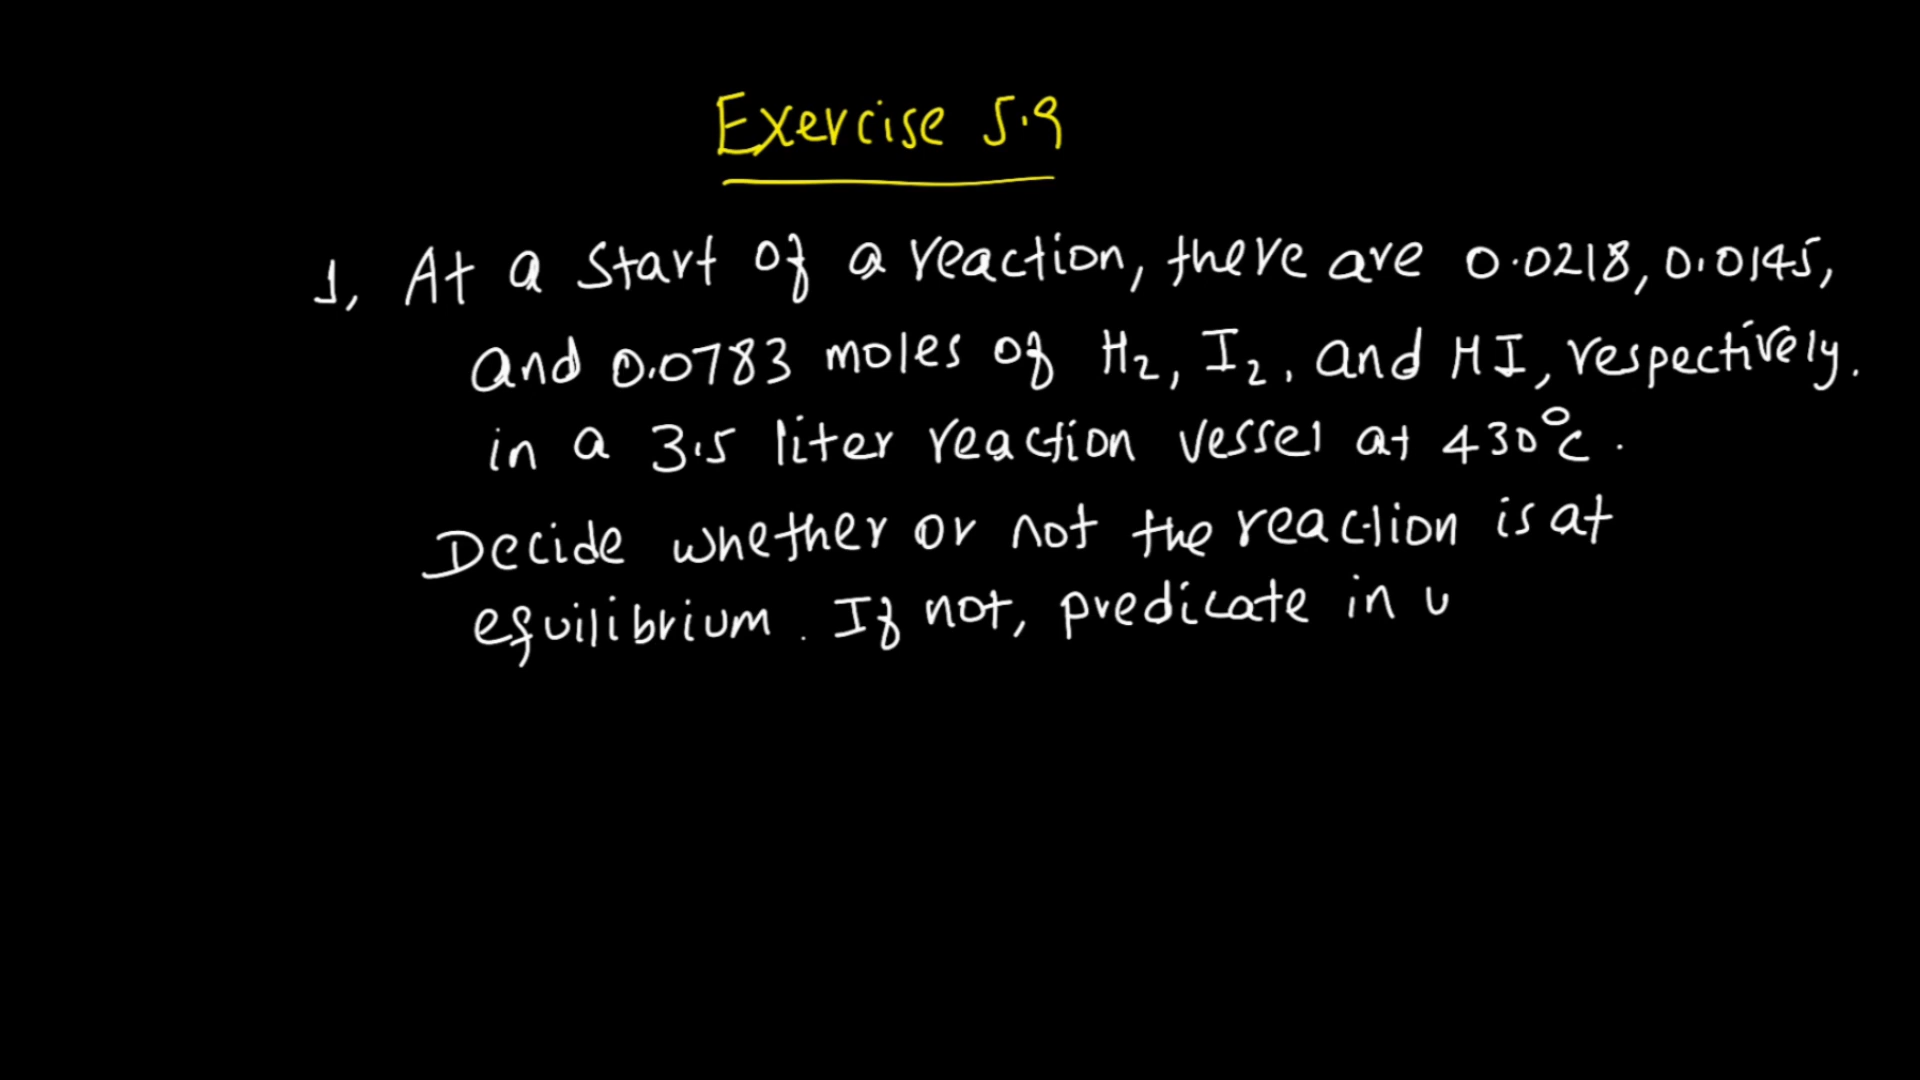 Exercise 5.9
1, At a start of a reaction, there are 0.0218, 0.0145,
and 0.0783 moles of H₂, I₂, and HI, respectively.
in a 3.5 liter reaction vessel at 430°C.
Decide whether or not the reaction is at
equilibrium. If not, predicate in u